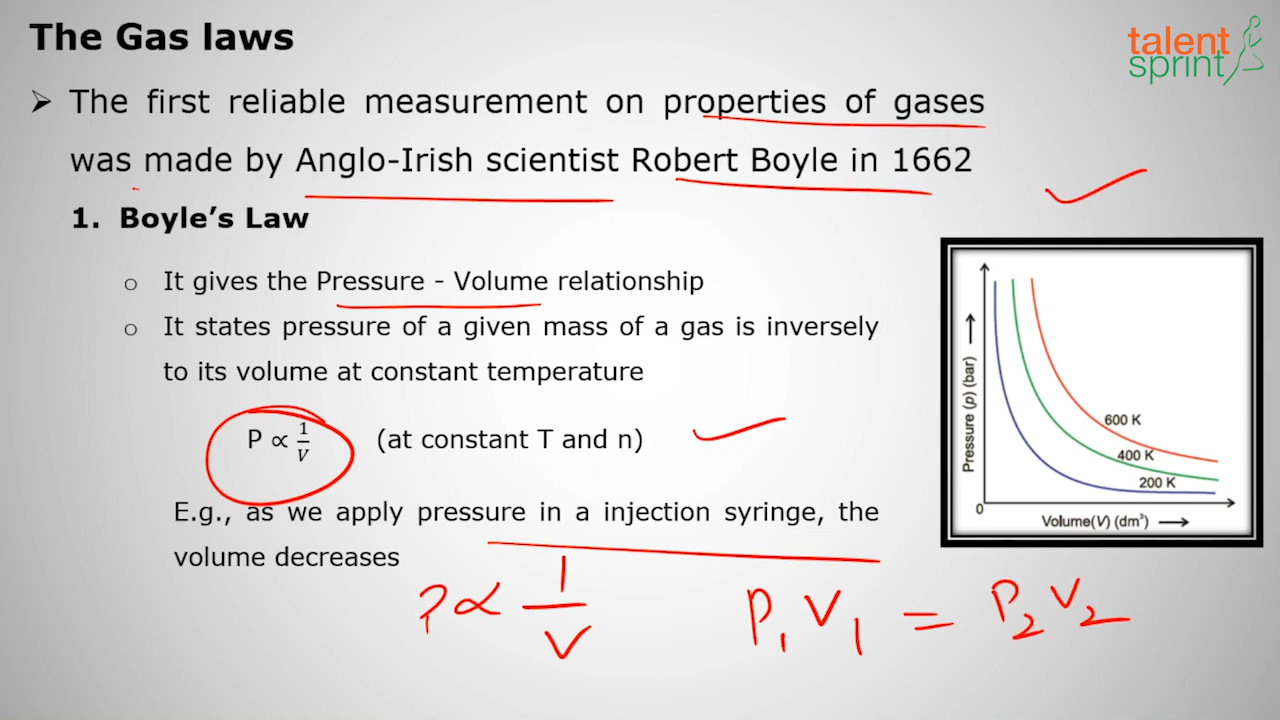 The Gas laws
talent
sprint
➤ The first reliable measurement on properties of gases
was made by Anglo-Irish scientist Robert Boyle in 1662
1. Boyle’s Law
o It gives the Pressure - Volume relationship
o It states pressure of a given mass of a gas is inversely
to its volume at constant temperature
P ∝ 1/V (at constant T and n)
E.g., as we apply pressure in a injection syringe, the
volume decreases
P ∝ 1/V
P₁V₁ = P₂V₂
Pressure (p) (bar)
600 K
400 K
200 K
0
Volume(V) (dm³)